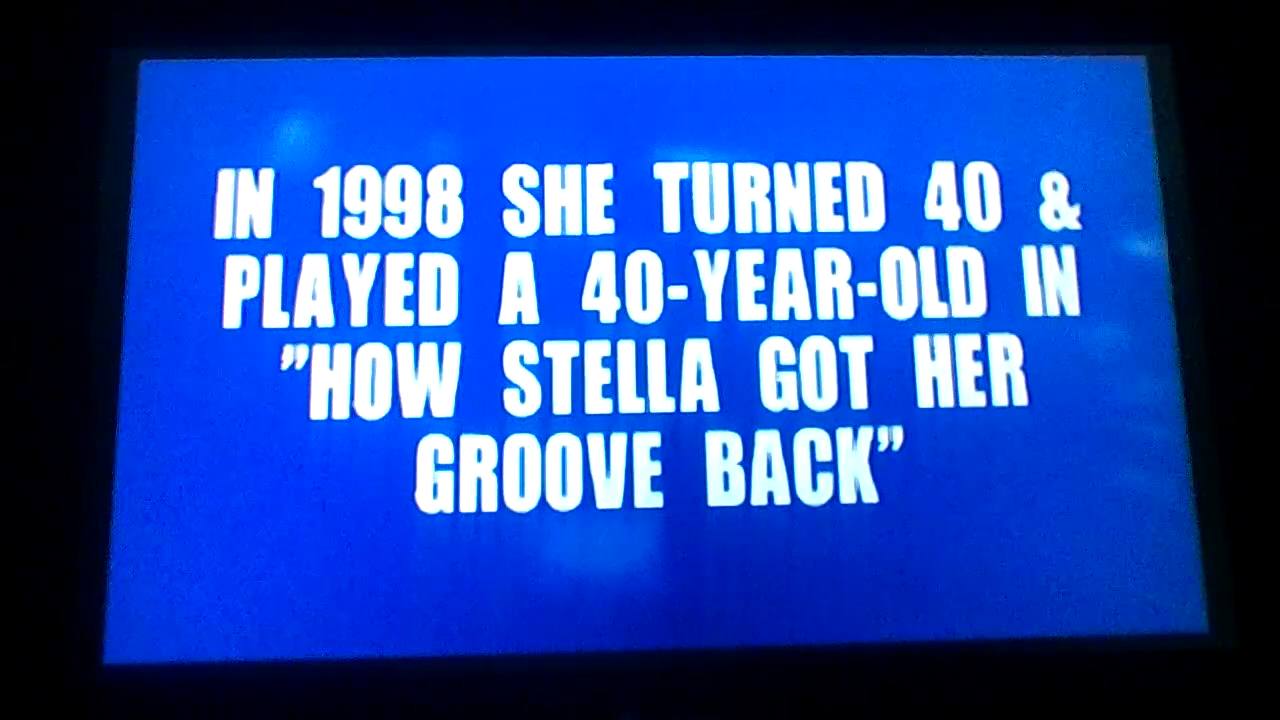 IN 1998 SHE TURNED 40 &
PLAYED A 40-YEAR-OLD IN
”HOW STELLA GOT HER
GROOVE BACK”